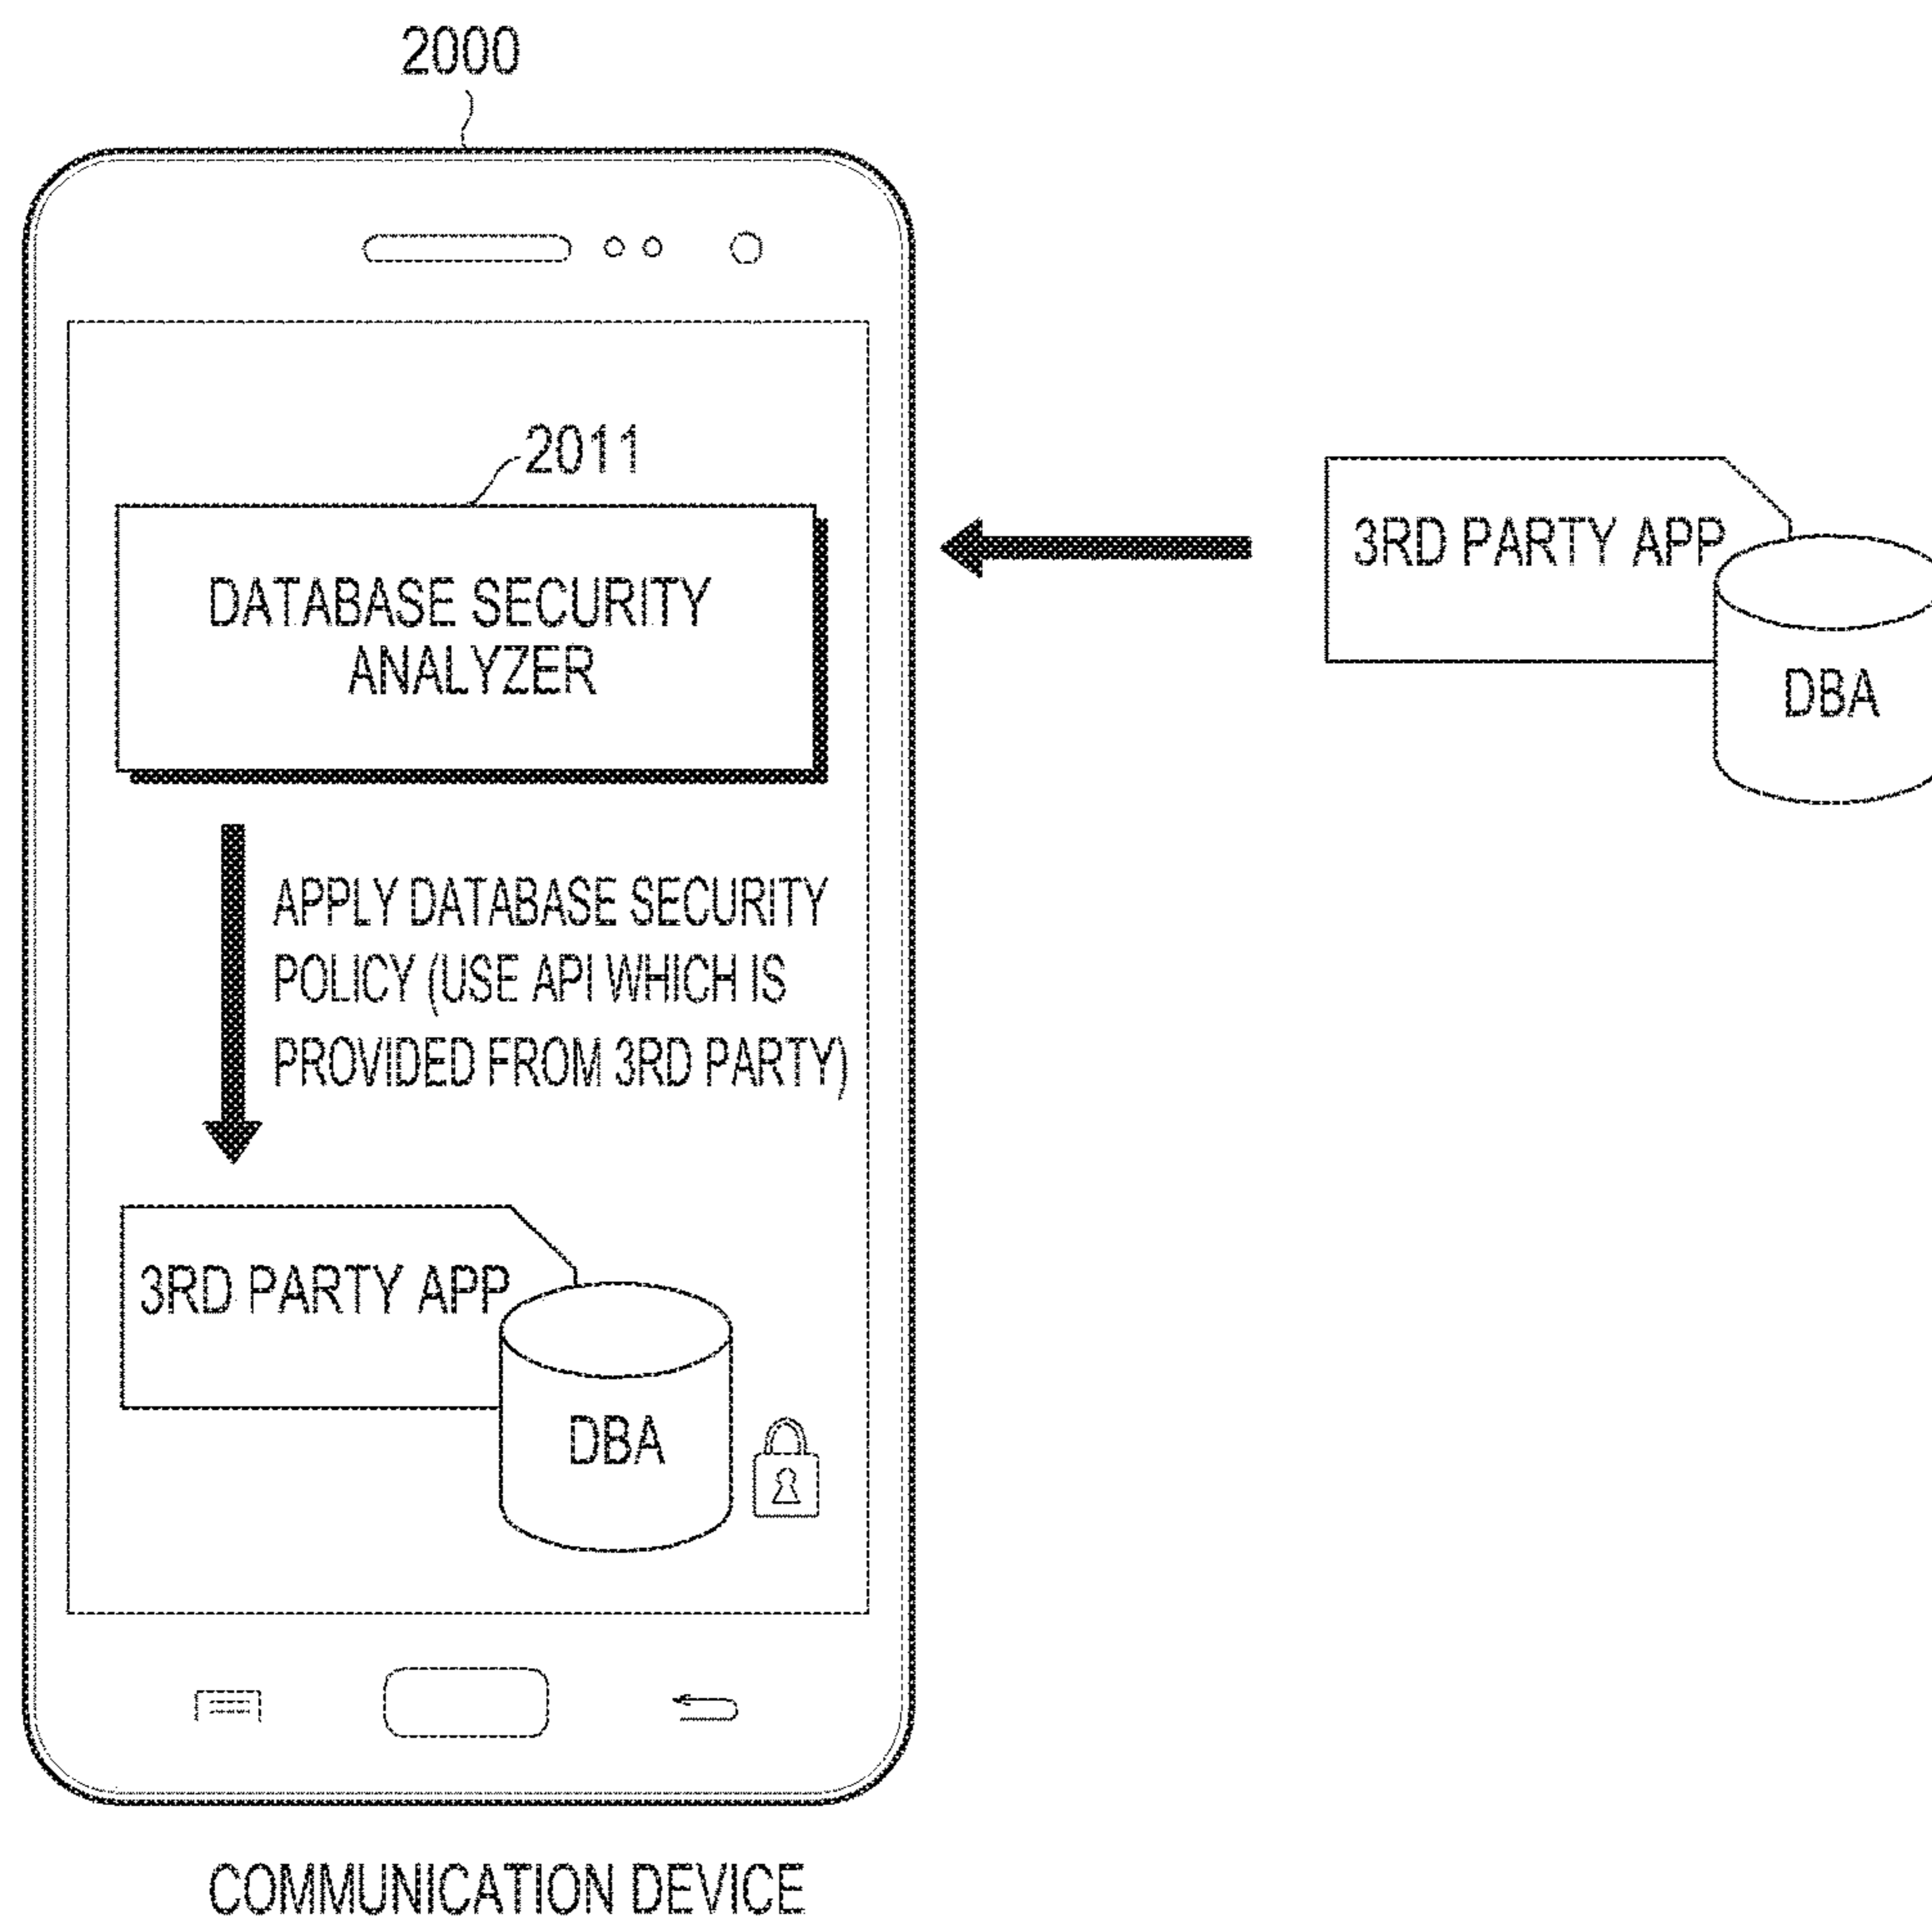 2000
2011
DATABASE SECURITY
ANALYZER
3RD PARTY APP
DBA
APPLY DATABASE SECURITY
POLICY (USE API WHICH IS
PROVIDED FROM 3RD PARTY)
3RD PARTY APP
DBA
COMMUNICATION DEVICE